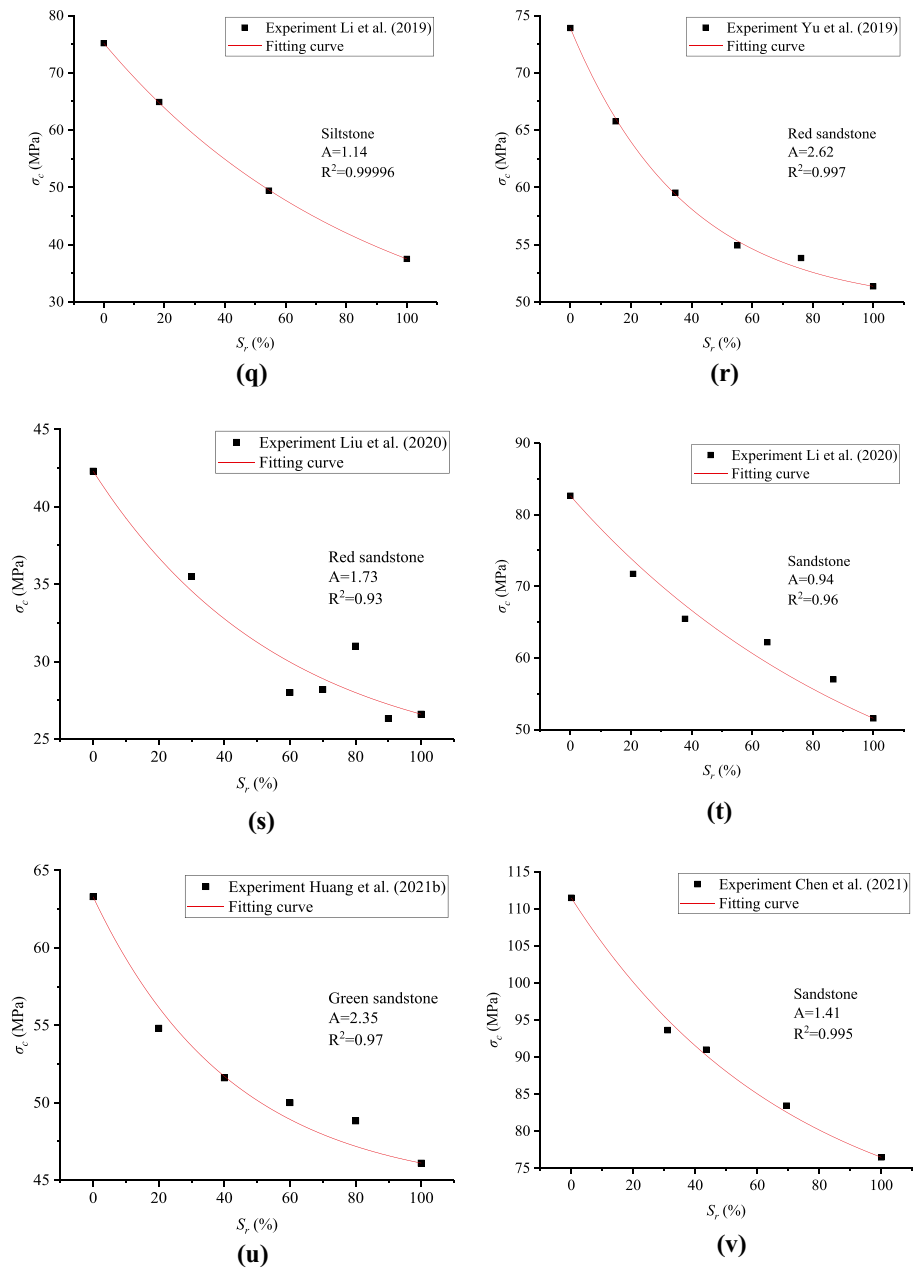 80
70
60
50
40
30
0
20
40
60
80
100
σc (MPa)
Sr (%)
Experiment Li et al. (2019)
Fitting curve
Siltstone
A=1.14
R²=0.99996
(q)
75
70
65
60
55
50
0
20
40
60
80
100
σc (MPa)
Sr (%)
Experiment Yu et al. (2019)
Fitting curve
Red sandstone
A=2.62
R²=0.997
(r)
45
40
35
30
25
0
20
40
60
80
100
σc (MPa)
Sr (%)
Experiment Liu et al. (2020)
Fitting curve
Red sandstone
A=1.73
R²=0.93
(s)
90
80
70
60
50
0
20
40
60
80
100
σc (MPa)
Sr (%)
Experiment Li et al. (2020)
Fitting curve
Sandstone
A=0.94
R²=0.96
(t)
65
60
55
50
45
0
20
40
60
80
100
σc (MPa)
Sr (%)
Experiment Huang et al. (2021b)
Fitting curve
Green sandstone
A=2.35
R²=0.97
(u)
115
110
105
100
95
90
85
80
75
0
20
40
60
80
100
σc (MPa)
Sr (%)
Experiment Chen et al. (2021)
Fitting curve
Sandstone
A=1.41
R²=0.995
(v)